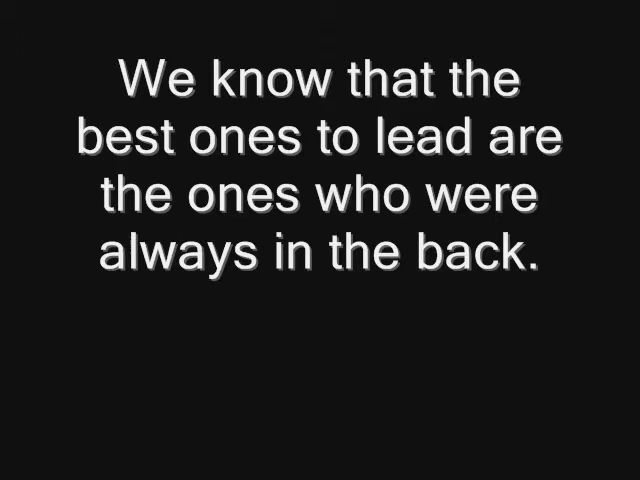 We know that the
best ones to lead are
the ones who were
always in the back.